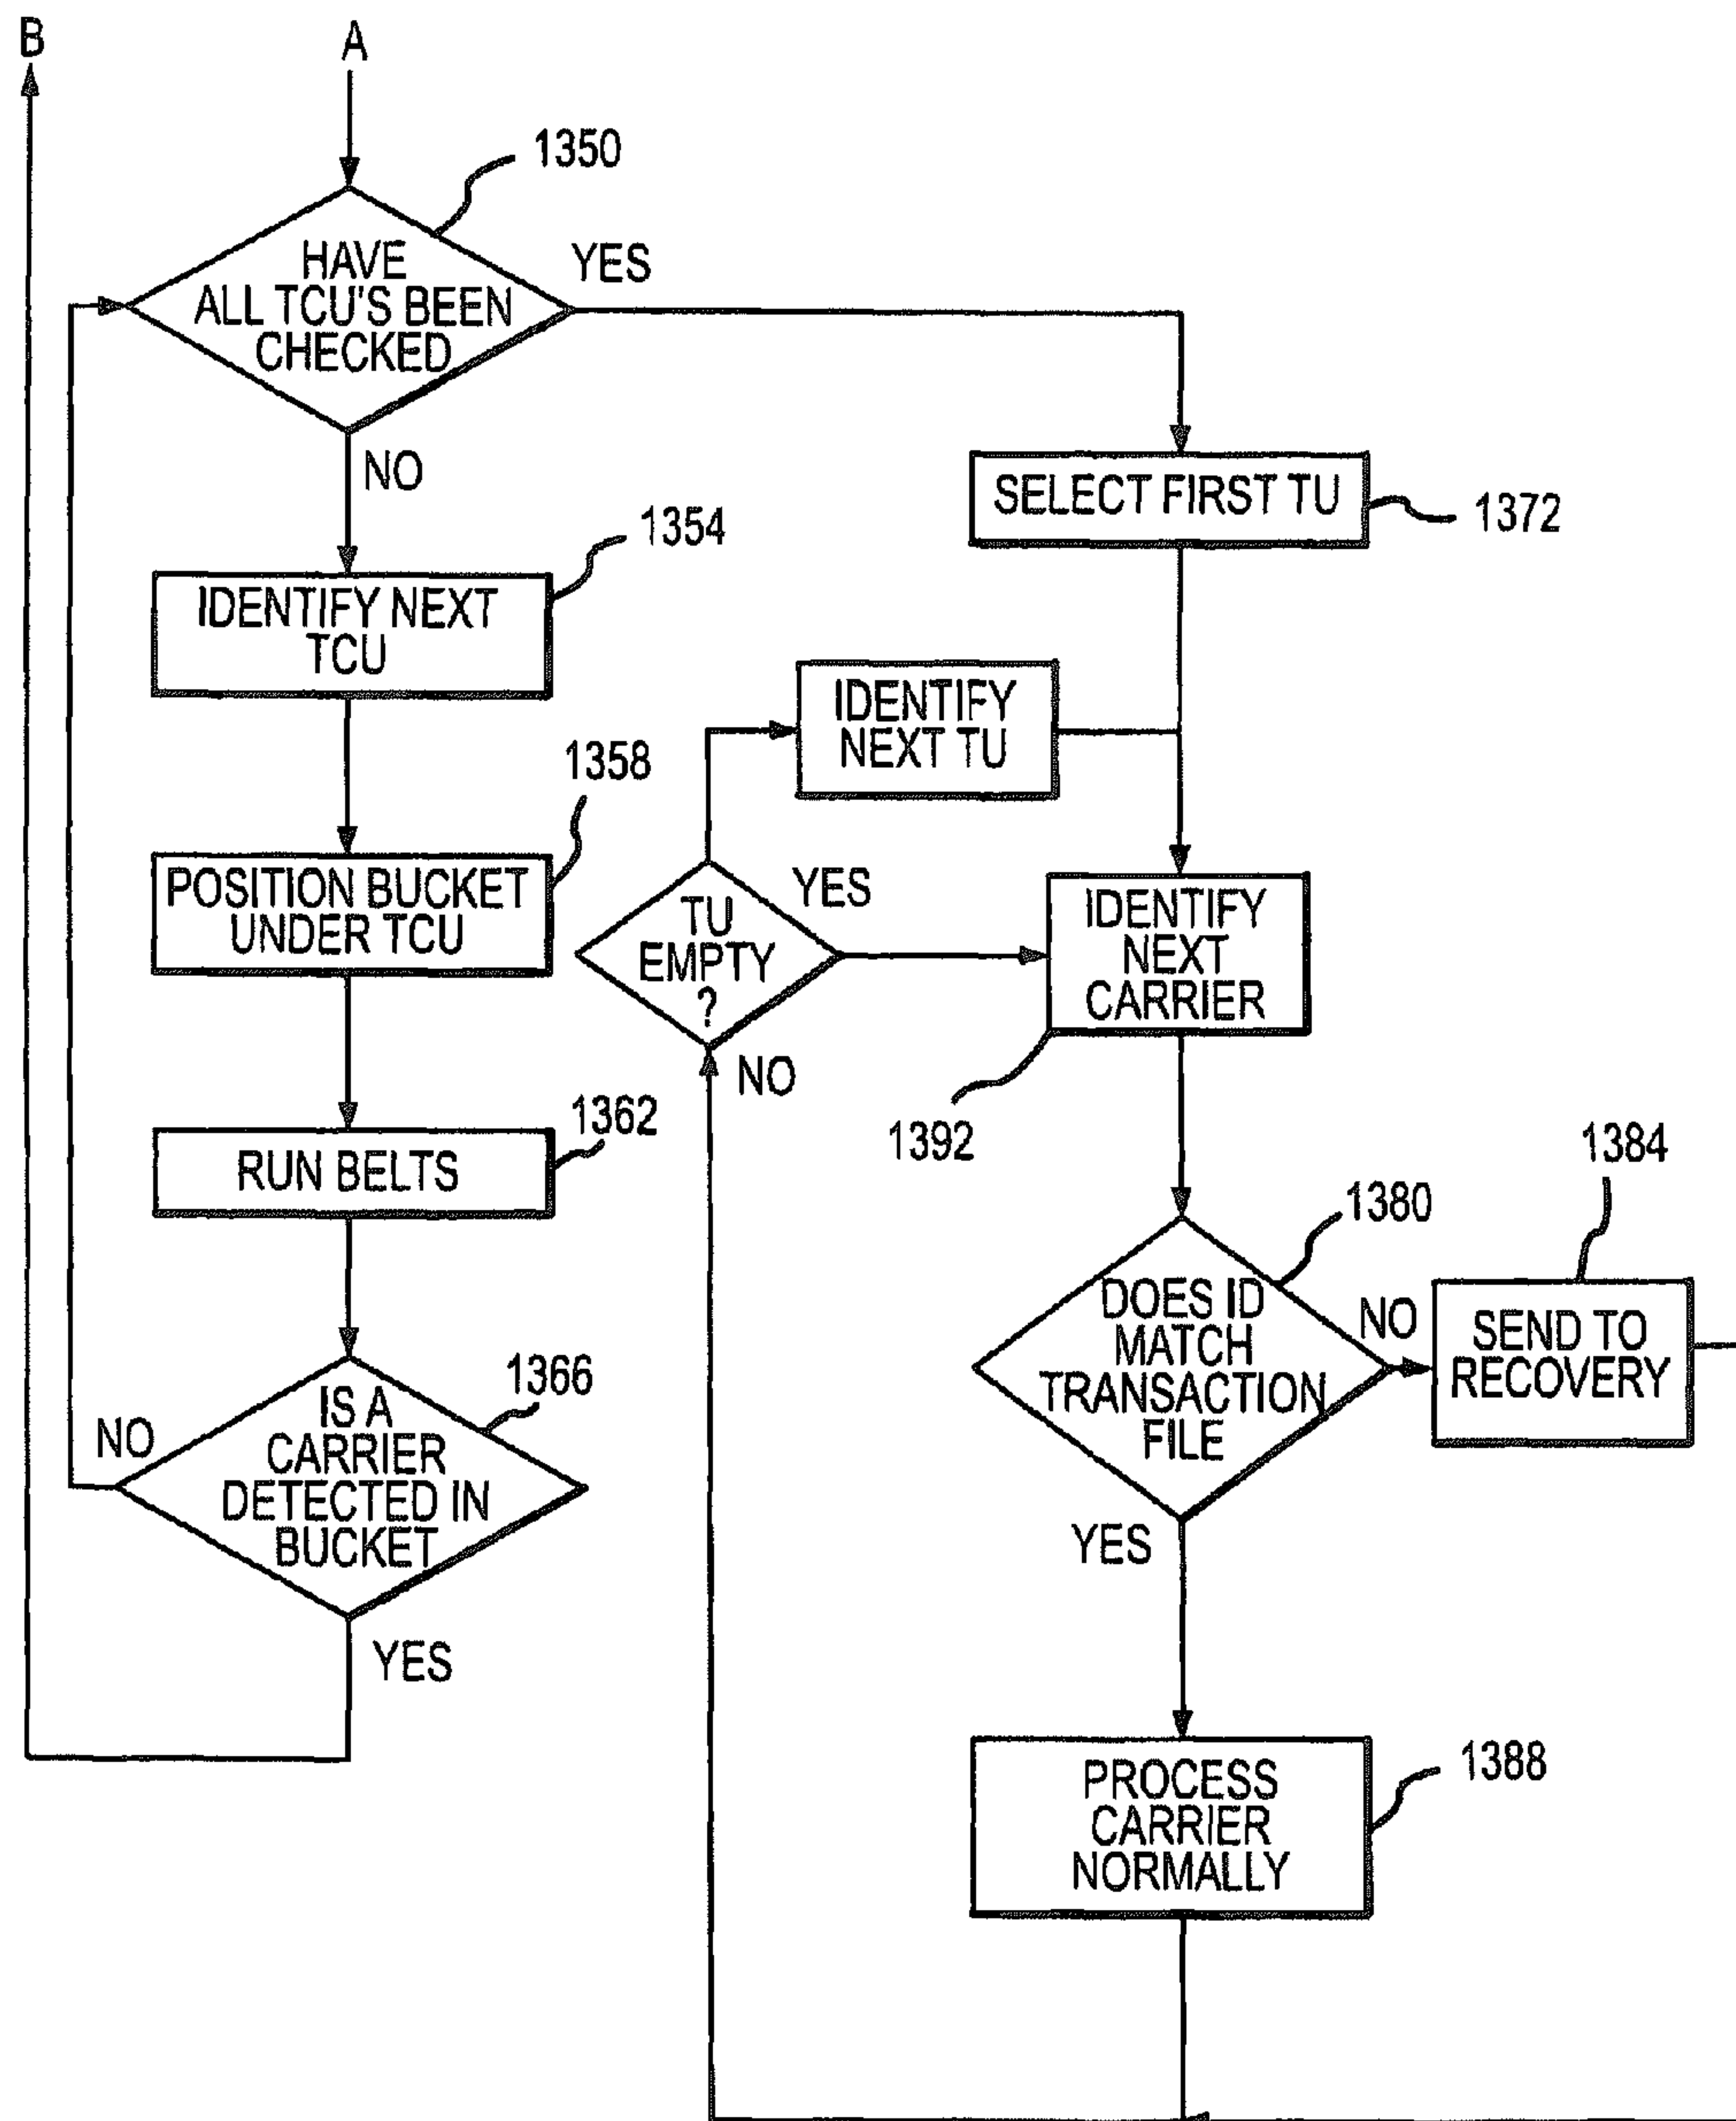 B
A
1350
HAVE
ALL TCU'S BEEN
CHECKED
YES
NO
1354
IDENTIFY NEXT
TCU
1358
POSITION BUCKET
UNDER TCU
1362
RUN BELTS
1366
IS A
CARRIER
DETECTED IN
BUCKET
NO
YES
SELECT FIRST TU
1372
IDENTIFY
NEXT TU
TU
EMPTY
?
YES
NO
IDENTIFY
NEXT
CARRIER
1392
1380
DOES ID
MATCH
TRANSACTION
FILE
NO
1384
SEND TO
RECOVERY
YES
PROCESS
CARRIER
NORMALLY
1388